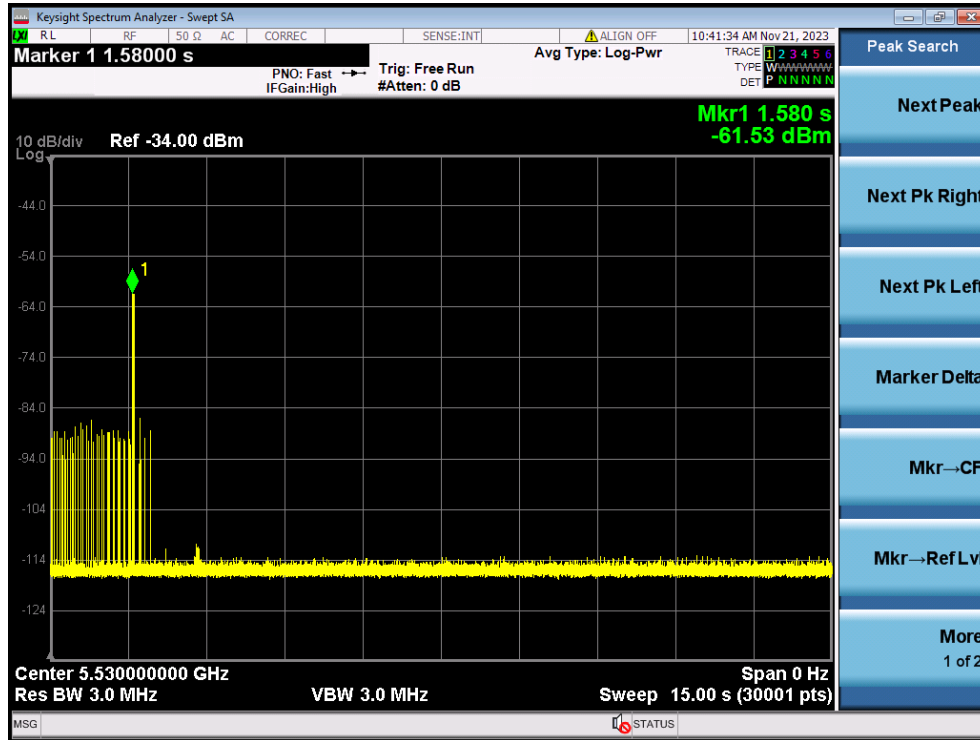 Keysight Spectrum Analyzer - Swept SA
LXI RL RF 50 Ω AC CORREC SENSE:INT ALIGN OFF 10:41:34 AM Nov 21, 2023
Marker 1 1.58000 s
PNO: Fast
IFGain:High
Trig: Free Run
#Atten: 0 dB
Avg Type: Log-Pwr
TRACE 1 2 3 4 5 6
TYPE WWWWWWW
DET P N N N N N
Mkr1 1.580 s
-61.53 dBm
10 dB/div Ref -34.00 dBm
Log
-44.0
-54.0
1
-64.0
-74.0
-84.0
-94.0
-104
-114
-124
Center 5.530000000 GHz Span 0 Hz
Res BW 3.0 MHz VBW 3.0 MHz Sweep 15.00 s (30001 pts)
MSG STATUS
Peak Search
Next Peak
Next Pk Right
Next Pk Left
Marker Delta
Mkr→CF
Mkr→Ref Lvl
More
1 of 2